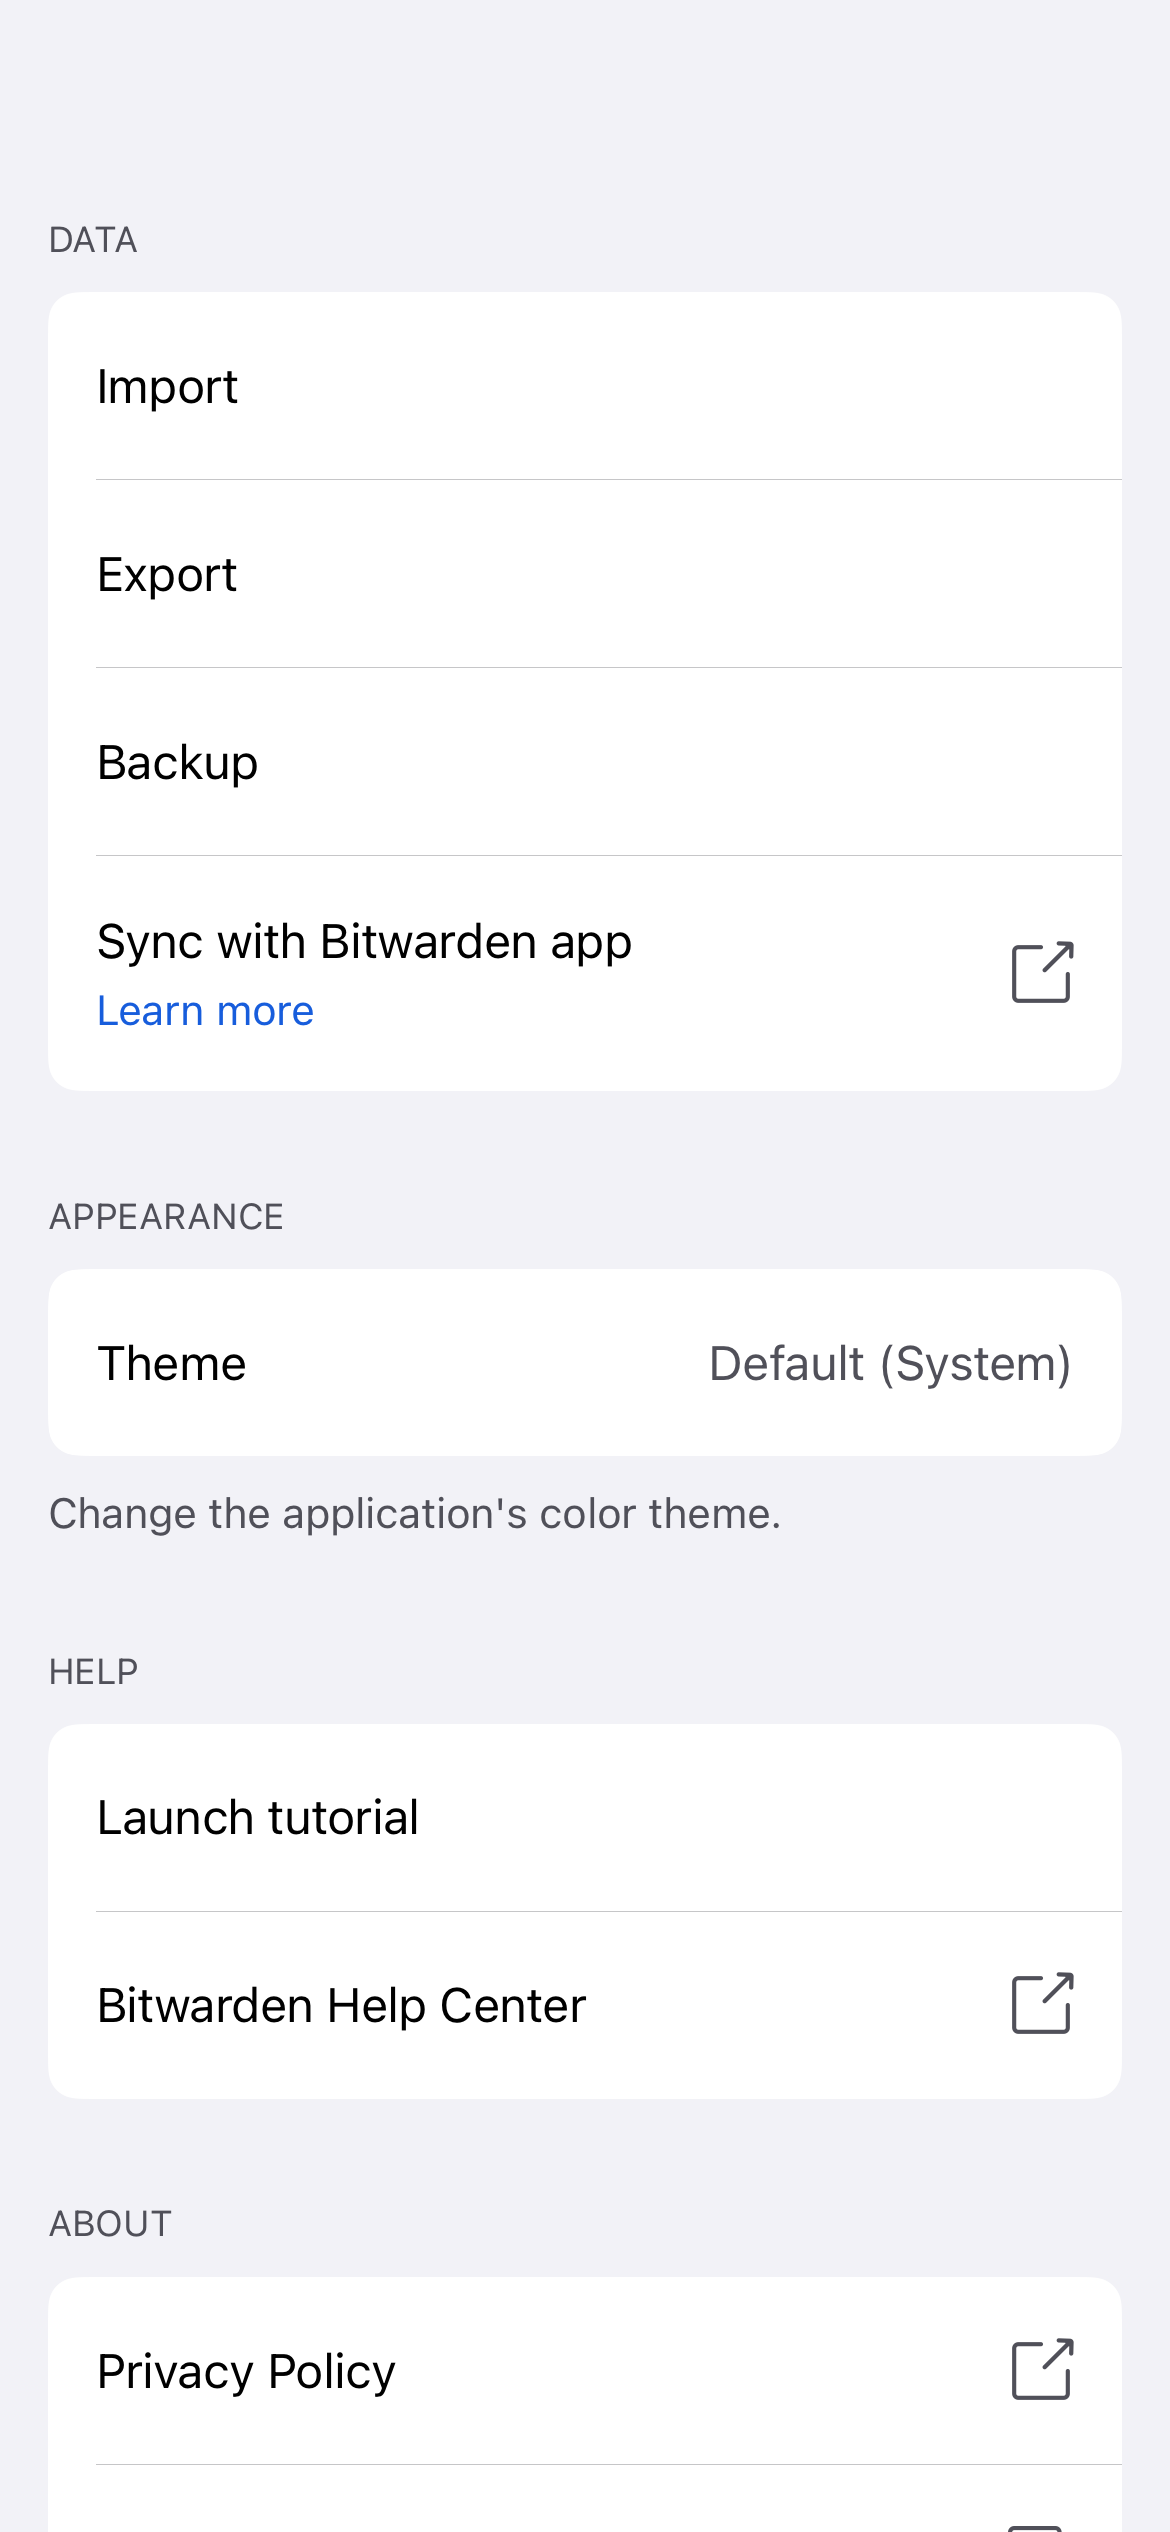 DATA
Import
Export
Backup
Sync with Bitwarden app
Learn more
APPEARANCE
Theme
Default (System)
Change the application's color theme.
HELP
Launch tutorial
Bitwarden Help Center
ABOUT
Privacy Policy